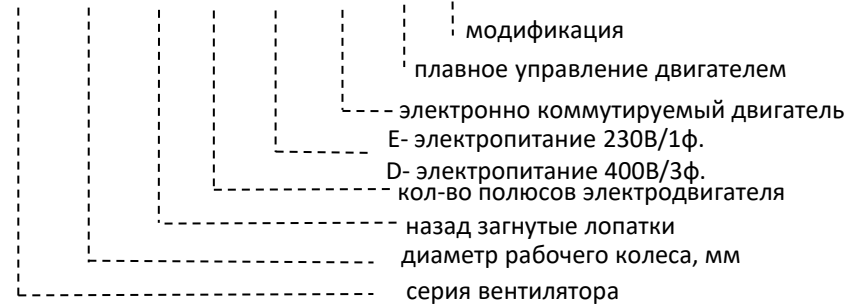 модификация
плавное управление двигателем
электронно коммутируемый двигатель
E- электропитание 230В/1ф.
D- электропитание 400В/3ф.
кол-во полюсов электродвигателя
назад загнутые лопатки
диаметр рабочего колеса, мм
серия вентилятора